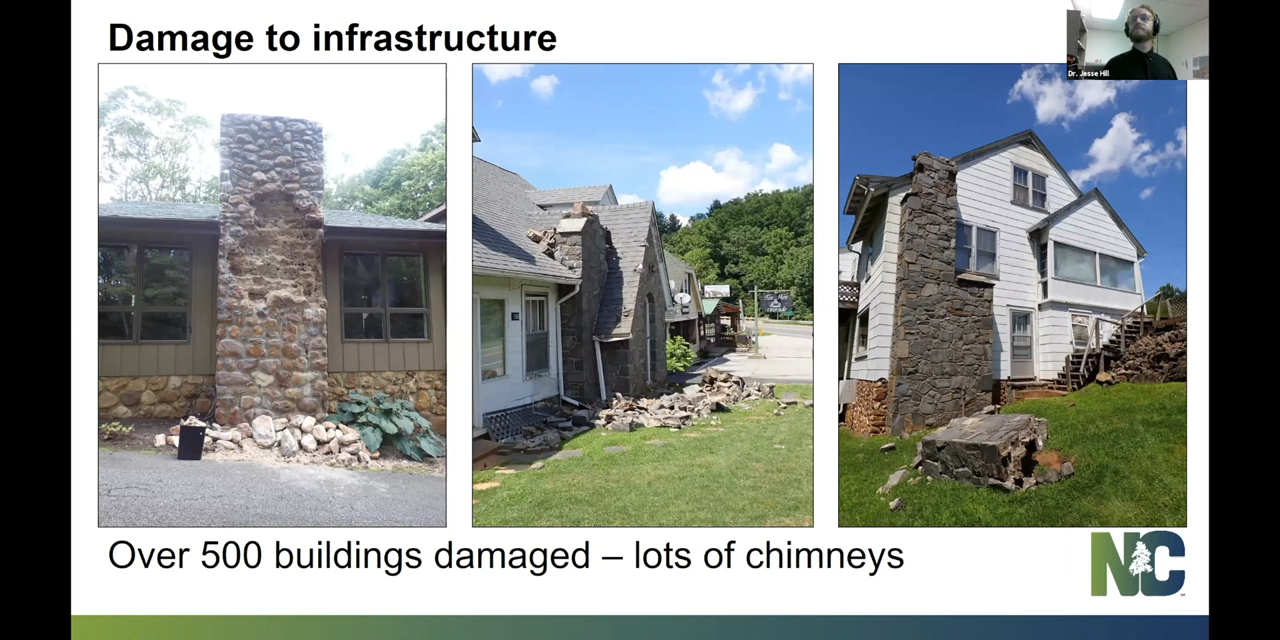 Damage to infrastructure
Dr. Jesse Hill
Over 500 buildings damaged – lots of chimneys
NC